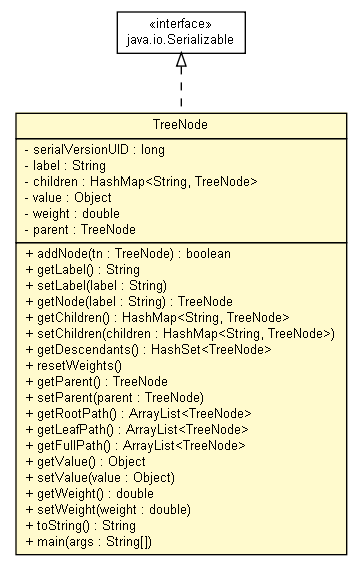 «interface»
java.io.Serializable
TreeNode
- serialVersionUID : long
- label : String
- children : HashMap<String, TreeNode>
- value : Object
- weight : double
- parent : TreeNode
+ addNode(tn : TreeNode) : boolean
+ getLabel() : String
+ setLabel(label : String)
+ getNode(label : String) : TreeNode
+ getChildren() : HashMap<String, TreeNode>
+ setChildren(children : HashMap<String, TreeNode>)
+ getDescendants() : HashSet<TreeNode>
+ resetWeights()
+ getParent() : TreeNode
+ setParent(parent : TreeNode)
+ getRootPath() : ArrayList<TreeNode>
+ getLeafPath() : ArrayList<TreeNode>
+ getFullPath() : ArrayList<TreeNode>
+ getValue() : Object
+ setValue(value : Object)
+ getWeight() : double
+ setWeight(weight : double)
+ toString() : String
+ main(args : String[])